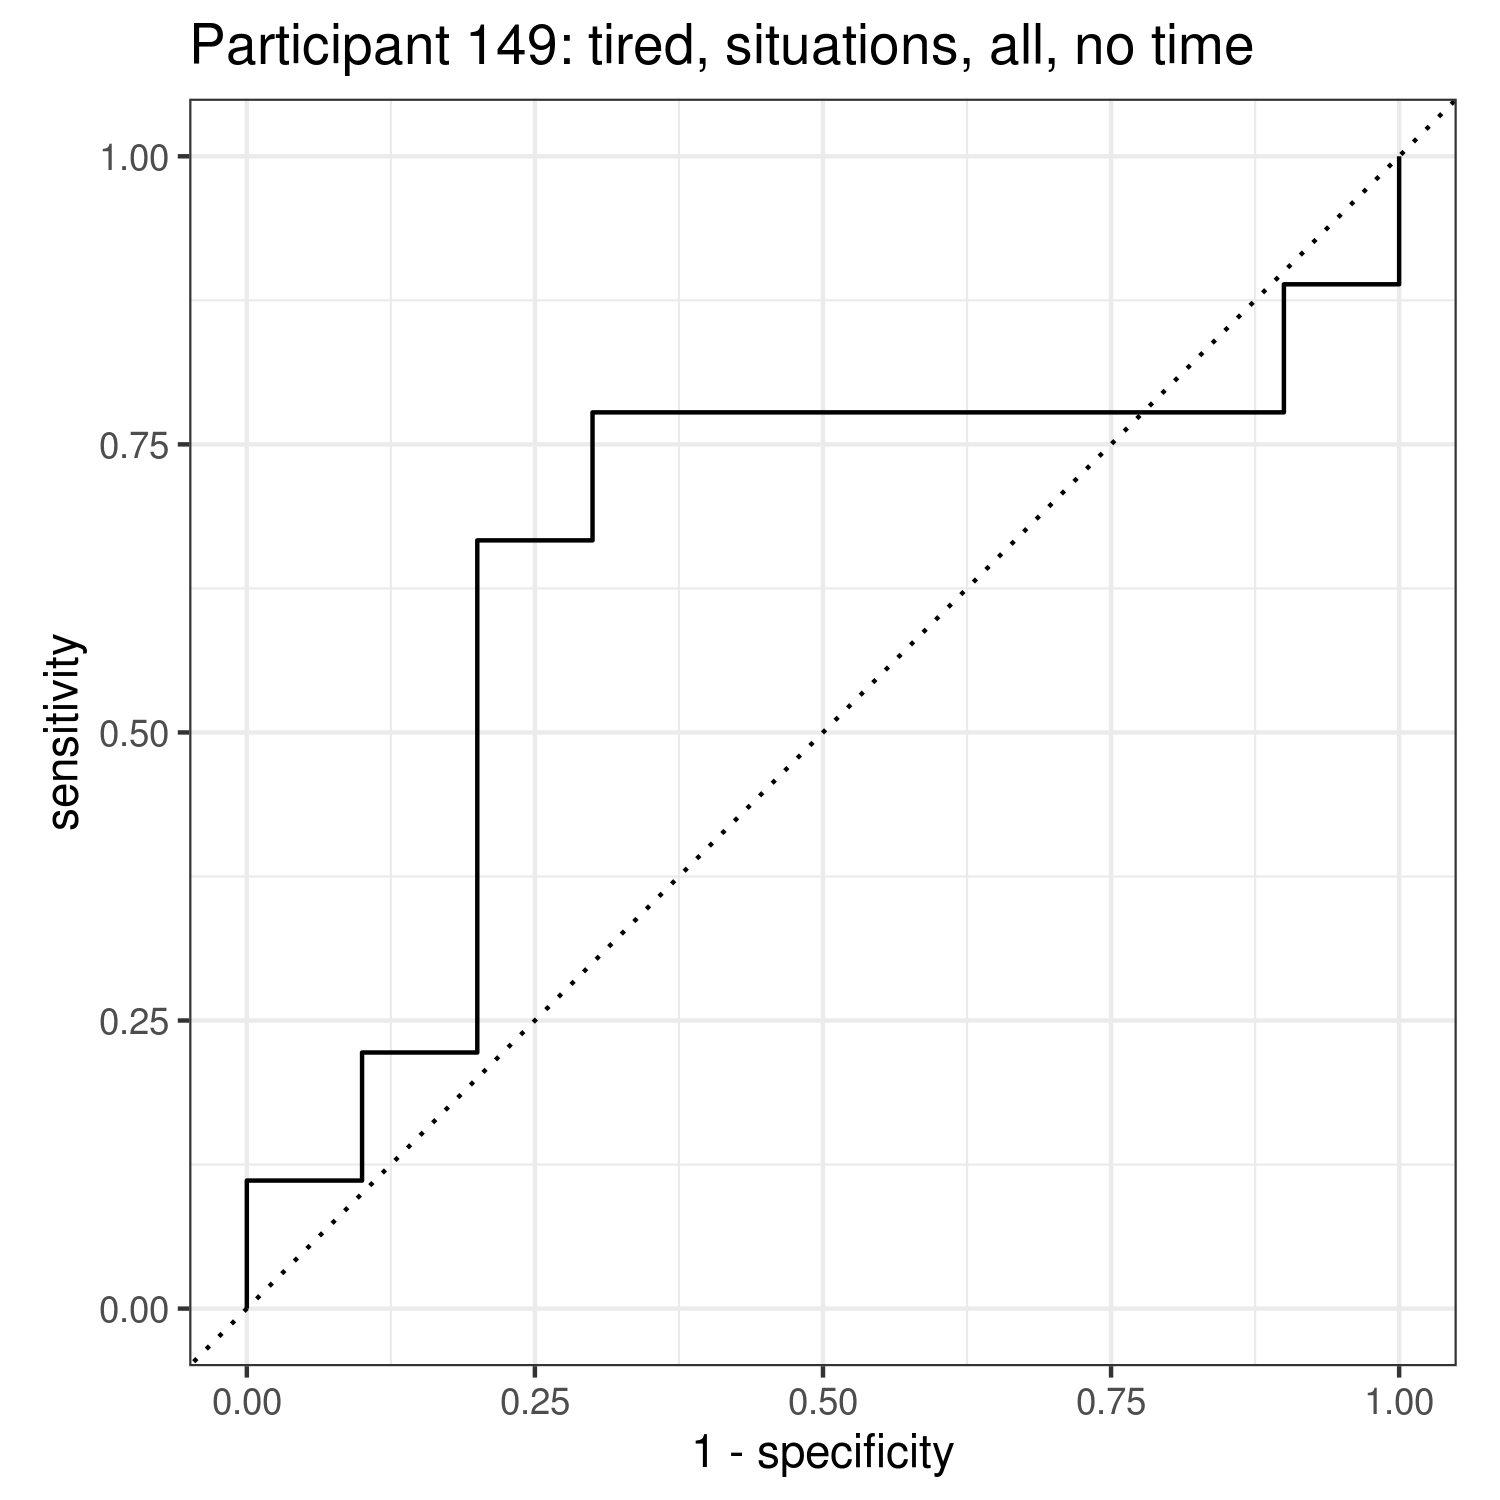 Participant 149: tired, situations, all, no time
1.00
0.75
0.50
0.25
0.00
sensitivity
0.00 0.25 0.50 0.75 1.00
1 - specificity